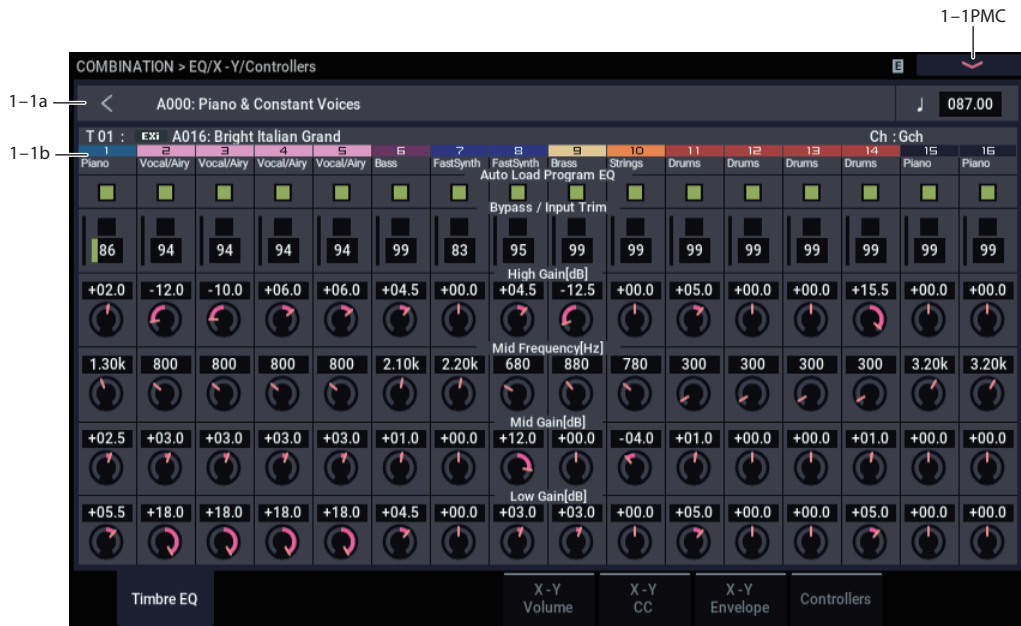 1–1PMC
COMBINATION > EQ/X -Y/Controllers E
1–1a
A000: Piano & Constant Voices ♩ 087.00
T 01 : EXi A016: Bright Italian Grand Ch : Gch
1–1b
1 2 3 4 5 6 7 8 9 10 11 12 13 14 15 16
Piano Vocal/Airy Vocal/Airy Vocal/Airy Vocal/Airy Bass FastSynth FastSynth Brass Strings Drums Drums Drums Drums Piano Piano
Auto Load Program EQ
Bypass / Input Trim
86 94 94 94 94 99 83 95 99 99 99 99 99 99 99 99
High Gain[dB]
+02.0 -12.0 -10.0 +06.0 +06.0 +04.5 +00.0 +04.5 -12.5 +00.0 +05.0 +00.0 +00.0 +15.5 +00.0 +00.0
Mid Frequency[Hz]
1.30k 800 800 800 800 2.10k 2.20k 680 880 780 300 300 300 300 3.20k 3.20k
Mid Gain[dB]
+02.5 +03.0 +03.0 +03.0 +03.0 +01.0 +00.0 +12.0 +00.0 -04.0 +01.0 +00.0 +00.0 +01.0 +00.0 +00.0
Low Gain[dB]
+05.5 +18.0 +18.0 +18.0 +18.0 +04.5 +00.0 +03.0 +03.0 +00.0 +05.0 +00.0 +00.0 +05.0 +00.0 +00.0
Timbre EQ
X -Y
Volume
X -Y
CC
X -Y
Envelope
Controllers